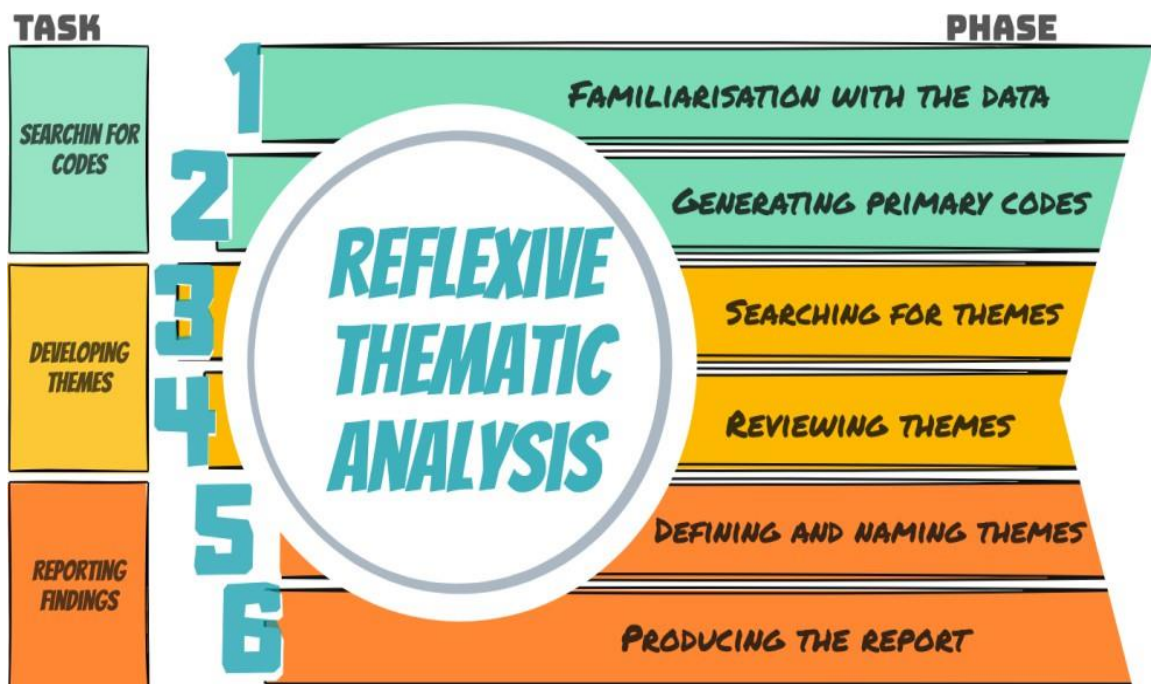 TASK
PHASE
SEARCHIN FOR
CODES
1
FAMILIARISATION WITH THE DATA
2
GENERATING PRIMARY CODES
REFLEXIVE
THEMATIC
ANALYSIS
DEVELOPING
THEMES
3
SEARCHING FOR THEMES
4
REVIEWING THEMES
REPORTING
FINDINGS
5
DEFINING AND NAMING THEMES
6
PRODUCING THE REPORT